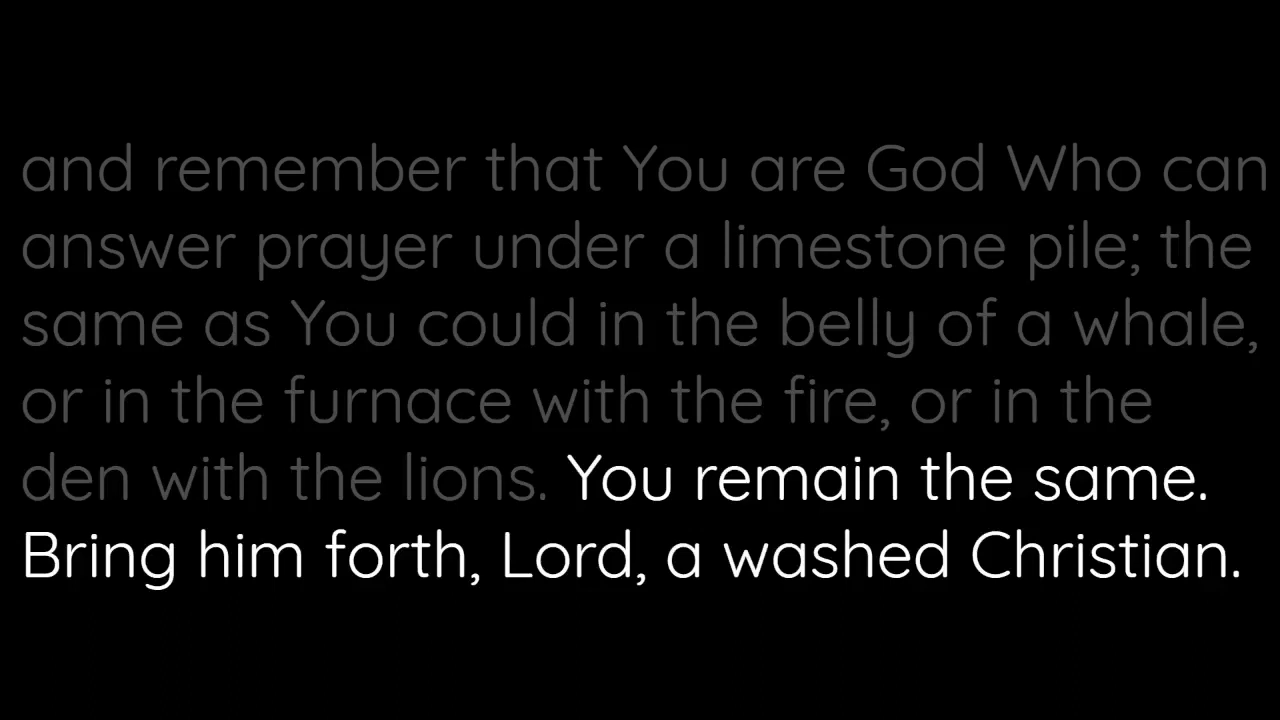 and remember that You are God Who can
answer prayer under a limestone pile; the
same as You could in the belly of a whale,
or in the furnace with the fire, or in the
den with the lions. You remain the same.
Bring him forth, Lord, a washed Christian.